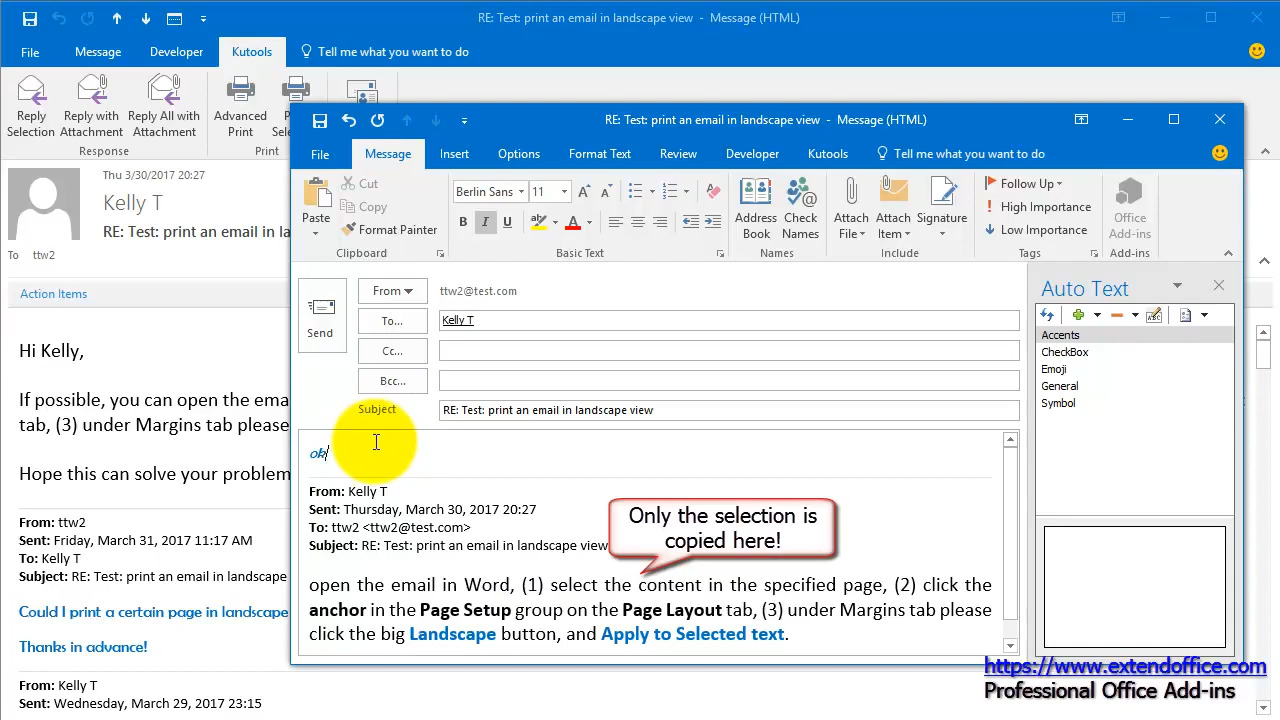 RE: Test: print an email in landscape view - Message (HTML)
File Message Developer Kutools Tell me what you want to do
Reply Selection
Reply with Attachment
Reply All with Attachment
Response
Advanced Print
Print
Thu 3/30/2017 20:27
Kelly T
RE: Test: print an email in l
To ttw2
Action Items
Hi Kelly,
If possible, you can open the ema
tab, (3) under Margins tab please
Hope this can solve your problem
From: ttw2
Sent: Friday, March 31, 2017 11:17 AM
To: Kelly T
Subject: RE: Test: print an email in landscape
Could I print a certain page in landscape
Thanks in advance!
From: Kelly T
Sent: Wednesday, March 29, 2017 23:15
RE: Test: print an email in landscape view - Message (HTML)
File Message Insert Options Format Text Review Developer Kutools Tell me what you want to do
Paste
Cut
Copy
Format Painter
Clipboard
Berlin Sans 11
B I U
Basic Text
Address Book
Check Names
Names
Attach File
Attach Item
Signature
Include
Follow Up
High Importance
Low Importance
Tags
Office Add-ins
Add-ins
Send
From ttw2@test.com
To... Kelly T
Cc...
Bcc...
Subject RE: Test: print an email in landscape view
ok
From: Kelly T
Sent: Thursday, March 30, 2017 20:27
To: ttw2 <ttw2@test.com>
Subject: RE: Test: print an email in landscape view
Only the selection is
copied here!
open the email in Word, (1) select the content in the specified page, (2) click the
anchor in the Page Setup group on the Page Layout tab, (3) under Margins tab please
click the big Landscape button, and Apply to Selected text.
Auto Text
Accents
CheckBox
Emoji
General
Symbol
https://www.extendoffice.com
Professional Office Add-ins